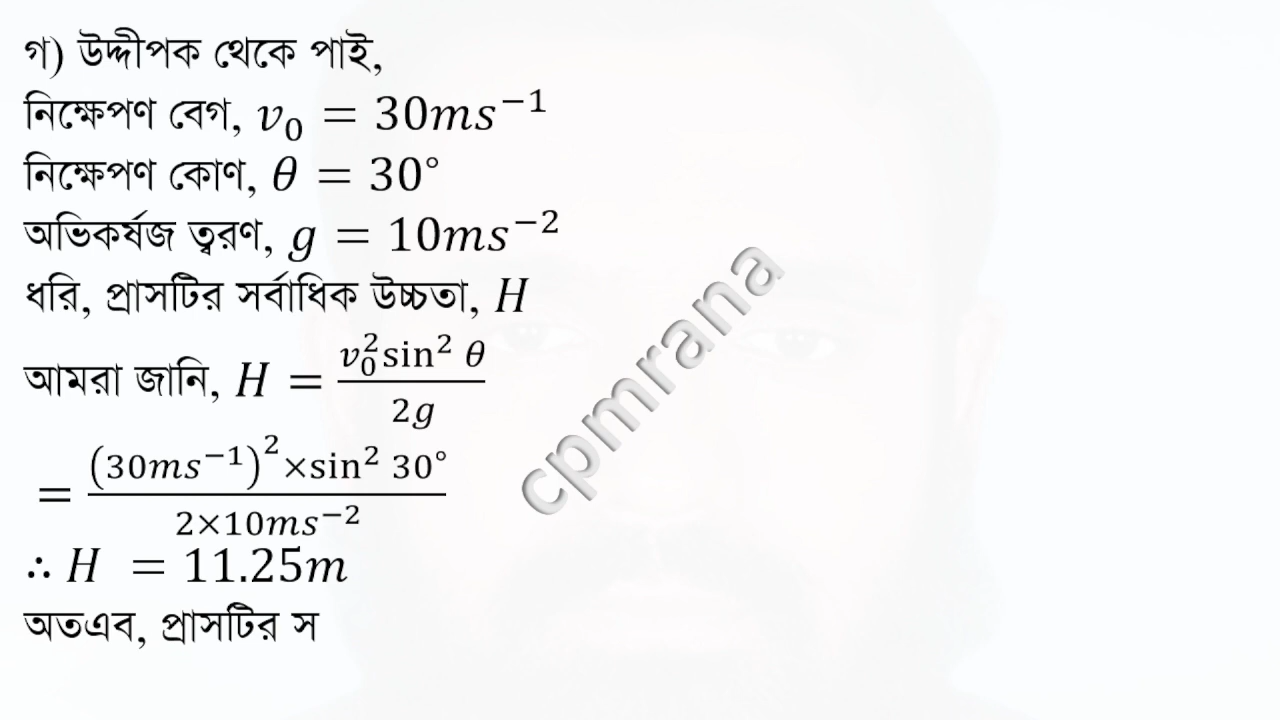 গ) উদ্দীপক থেকে পাই,
নিক্ষেপণ বেগ, v₀ = 30ms⁻¹
নিক্ষেপণ কোণ, θ = 30°
অভিকর্ষজ ত্বরণ, g = 10ms⁻²
ধরি, প্রাসটির সর্বাধিক উচ্চতা, H
আমরা জানি, H = v₀² sin² θ / 2g
= (30ms⁻¹)² × sin² 30° / 2×10ms⁻²
∴ H = 11.25m
অতএব, প্রাসটির স
cpmrana